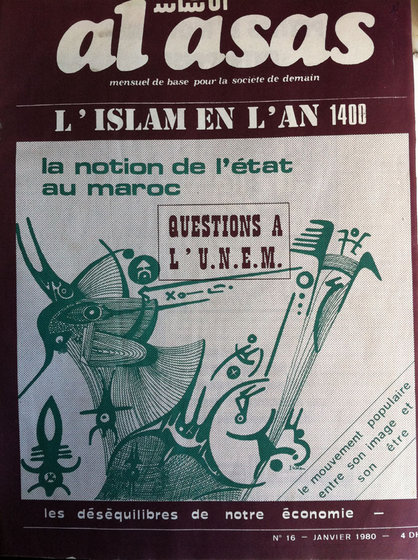 الأساس
al asas
mensuel de base pour la société de demain
L'ISLAM EN L'AN 1400
la notion de l'état
au maroc
QUESTIONS A
L'U.N.E.M.
le mouvement populaire
entre son image et
son être
les déséquilibres de notre économie —
N° 16 — JANVIER 1980 — 4 D